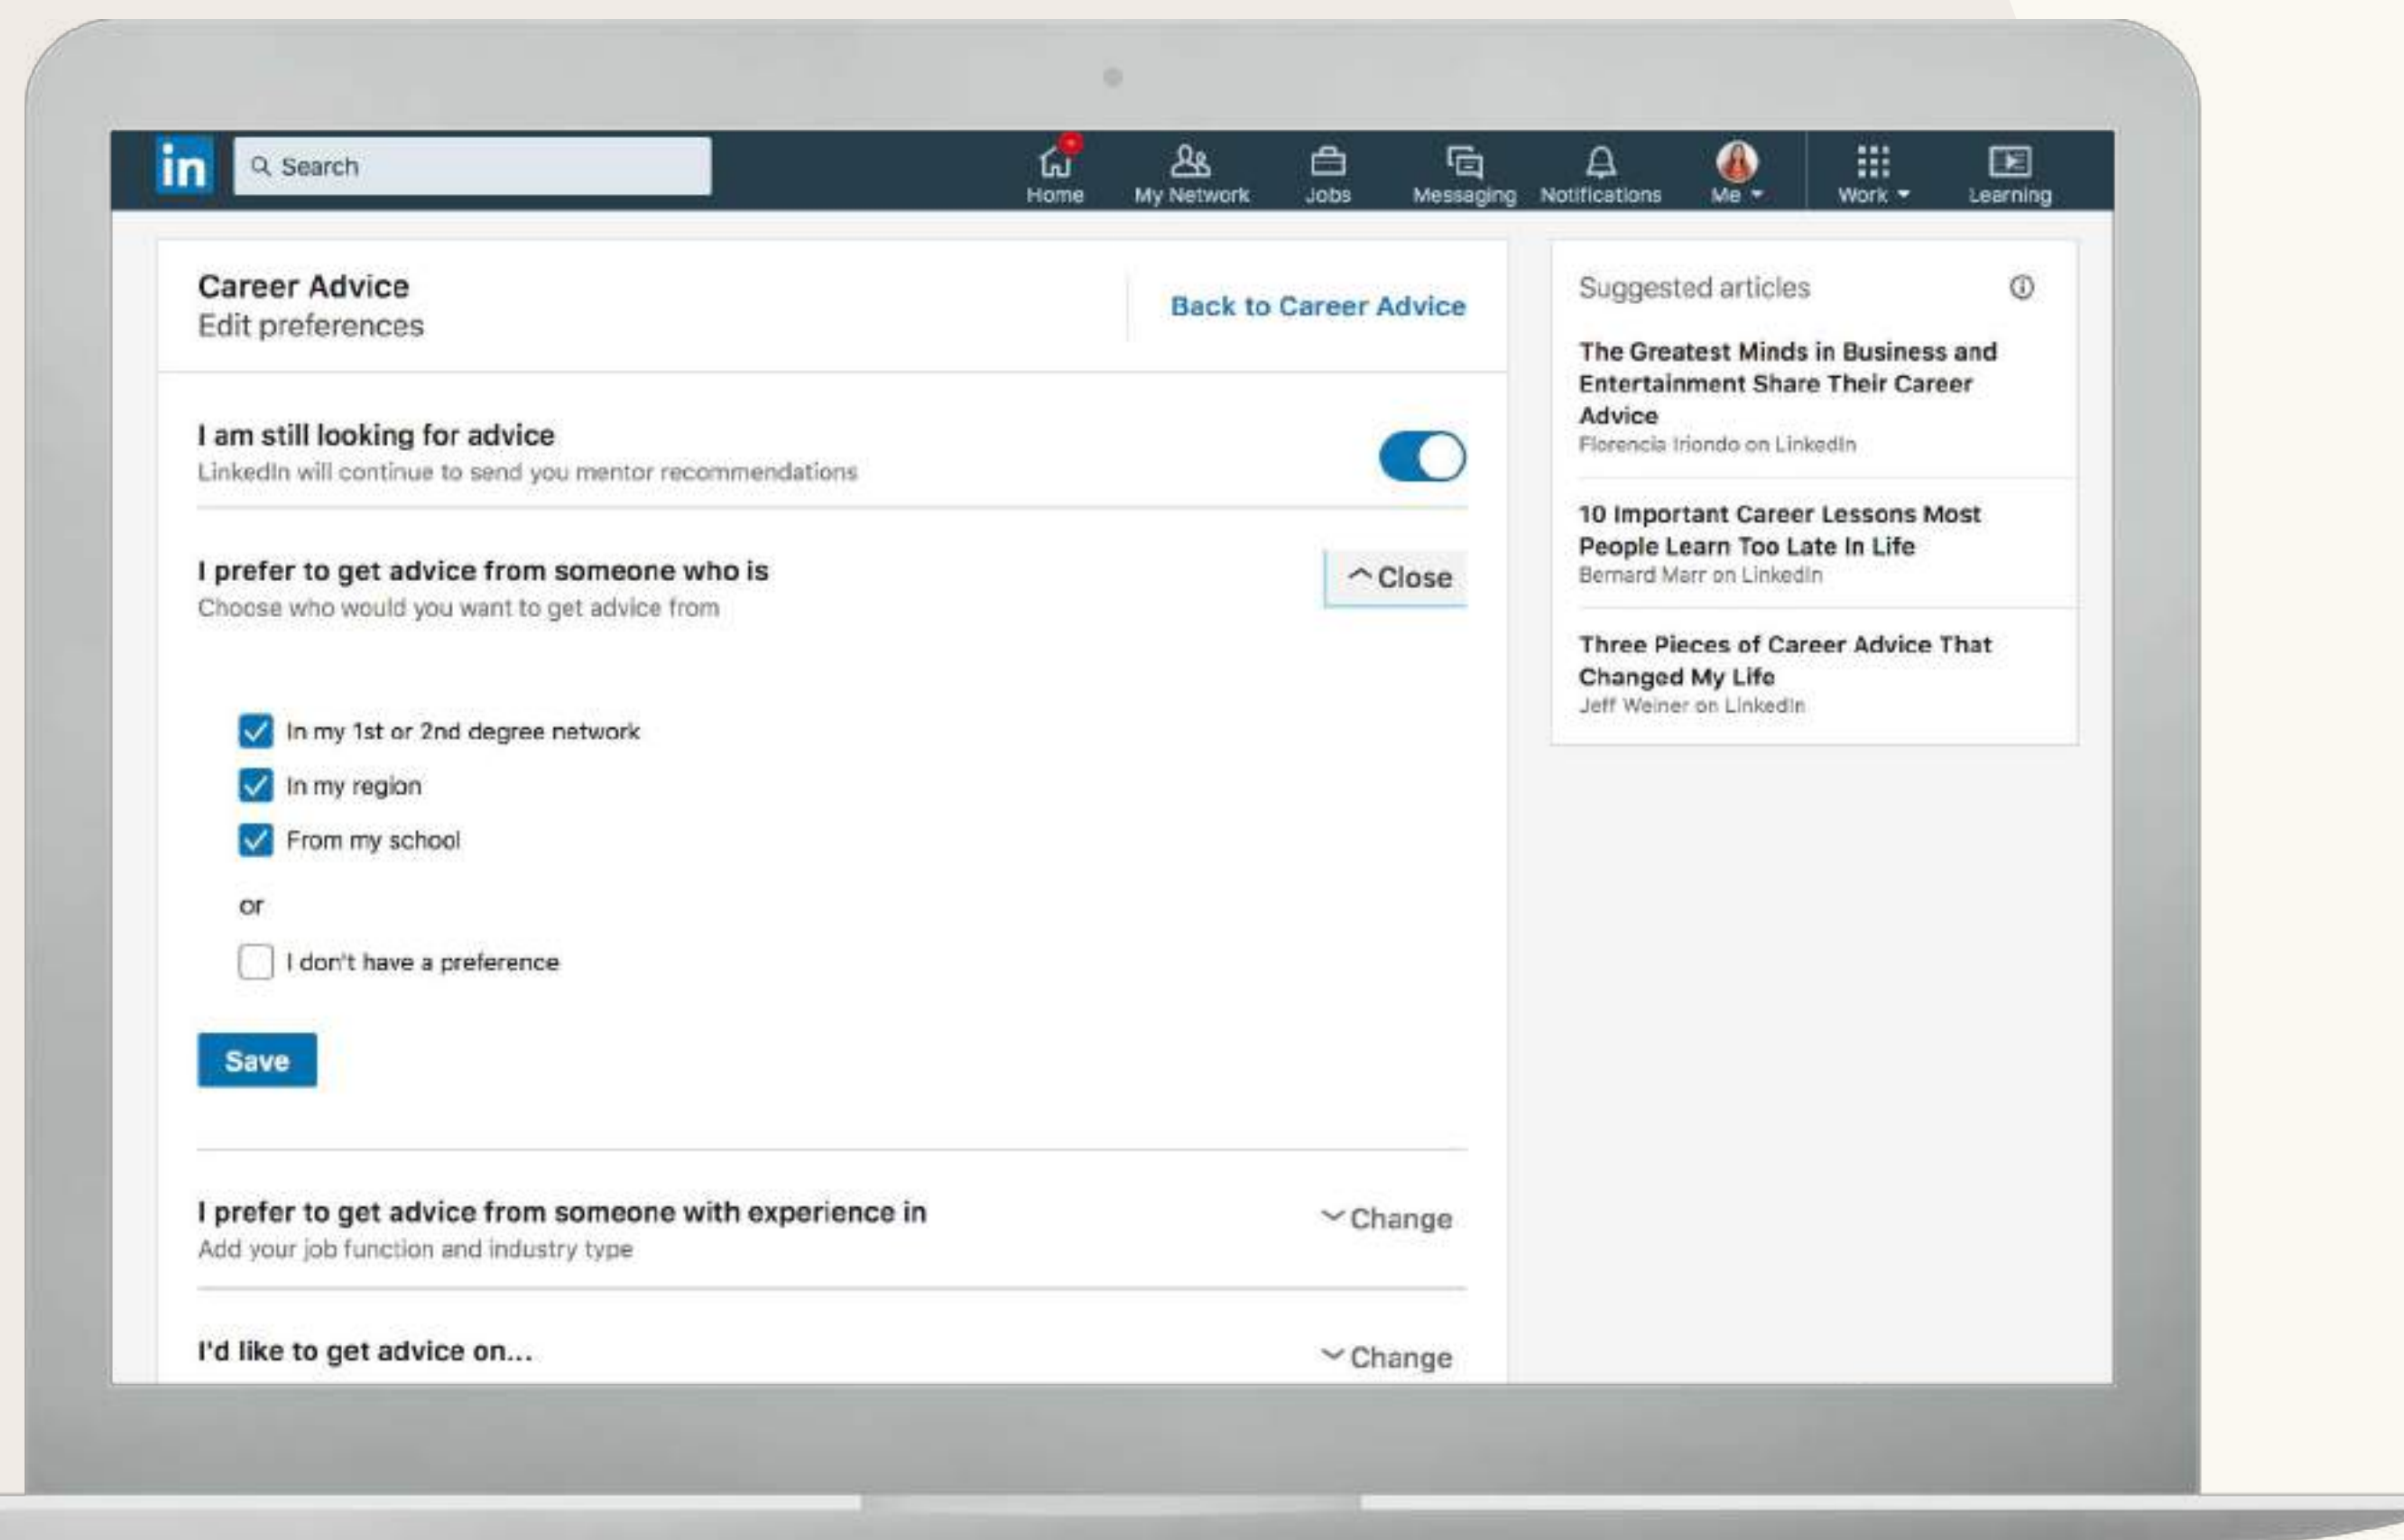 in
Search
Home
My Network
Jobs
Messaging
Notifications
Me
Work
Learning
Career Advice
Edit preferences
Back to Career Advice
I am still looking for advice
LinkedIn will continue to send you mentor recommendations
I prefer to get advice from someone who is
Choose who would you want to get advice from
Close
In my 1st or 2nd degree network
In my region
From my school
or
I don't have a preference
Save
I prefer to get advice from someone with experience in
Add your job function and industry type
Change
I'd like to get advice on...
Change
Suggested articles
The Greatest Minds in Business and
Entertainment Share Their Career
Advice
Florencia Iriondo on LinkedIn
10 Important Career Lessons Most
People Learn Too Late In Life
Bernard Marr on LinkedIn
Three Pieces of Career Advice That
Changed My Life
Jeff Weiner on LinkedIn